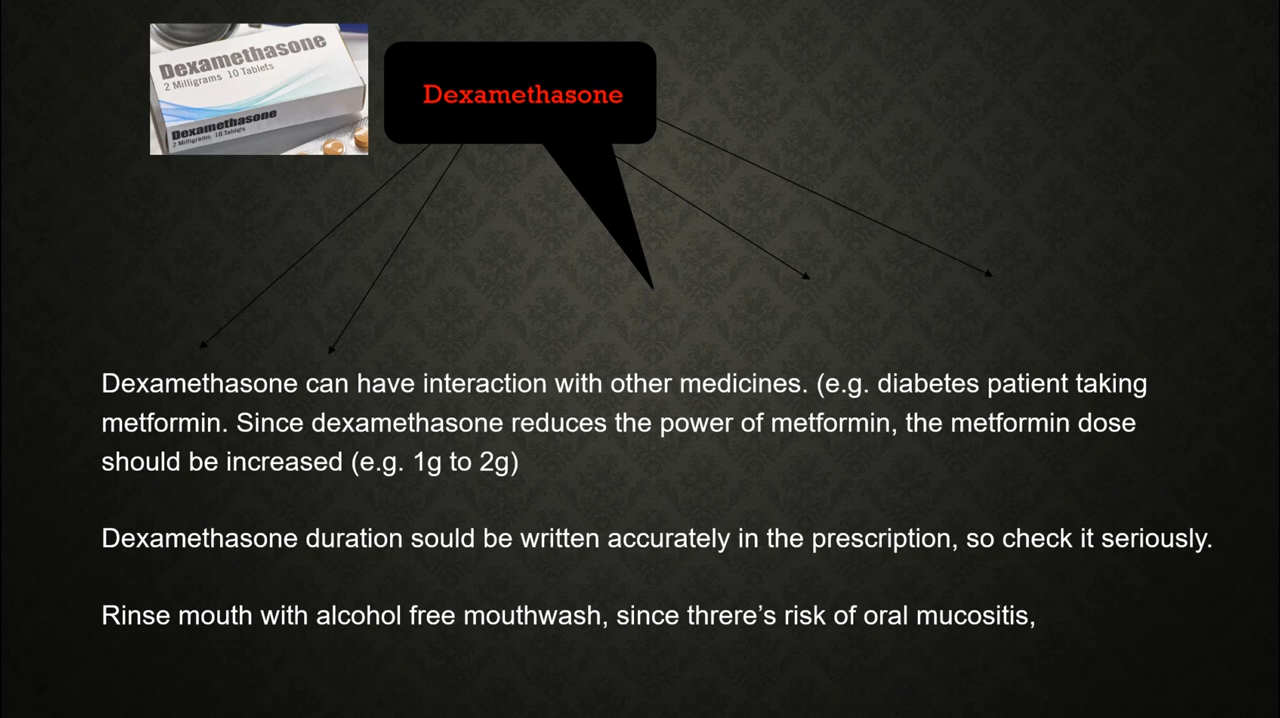 Dexamethasone
2 Milligrams 10 Tablets
Dexamethasone
2 Milligrams 10 Tablets
Dexamethasone
Dexamethasone can have interaction with other medicines. (e.g. diabetes patient taking
metformin. Since dexamethasone reduces the power of metformin, the metformin dose
should be increased (e.g. 1g to 2g)
Dexamethasone duration sould be written accurately in the prescription, so check it seriously.
Rinse mouth with alcohol free mouthwash, since threre’s risk of oral mucositis,